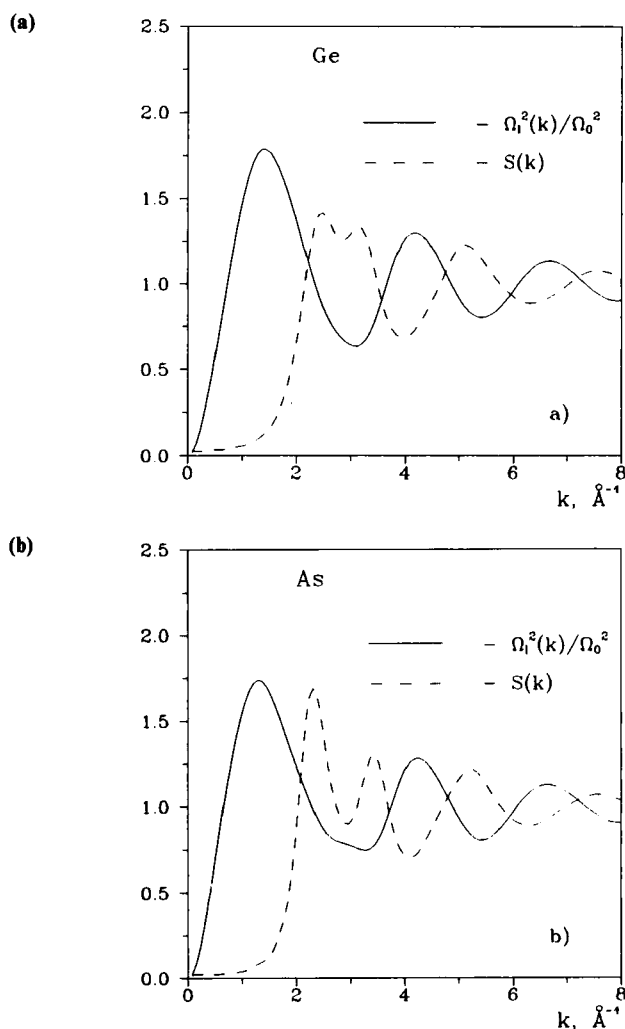 (a)
2.5
2.0
1.5
1.0
0.5
0.0
Ge
— Ω₁²(k)/Ω₀²
— S(k)
a)
0 2 4 6 8
k, Å⁻¹
(b)
2.5
2.0
1.5
1.0
0.5
0.0
As
— Ω₁²(k)/Ω₀²
— S(k)
b)
0 2 4 6 8
k, Å⁻¹